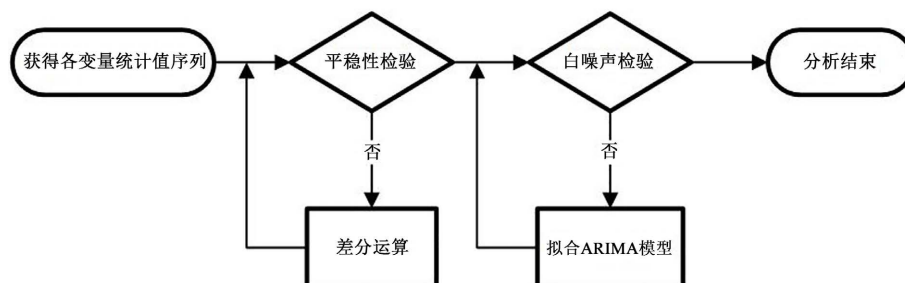 获得各变量统计值序列
平稳性检验
白噪声检验
分析结束
否
否
差分运算
拟合ARIMA模型